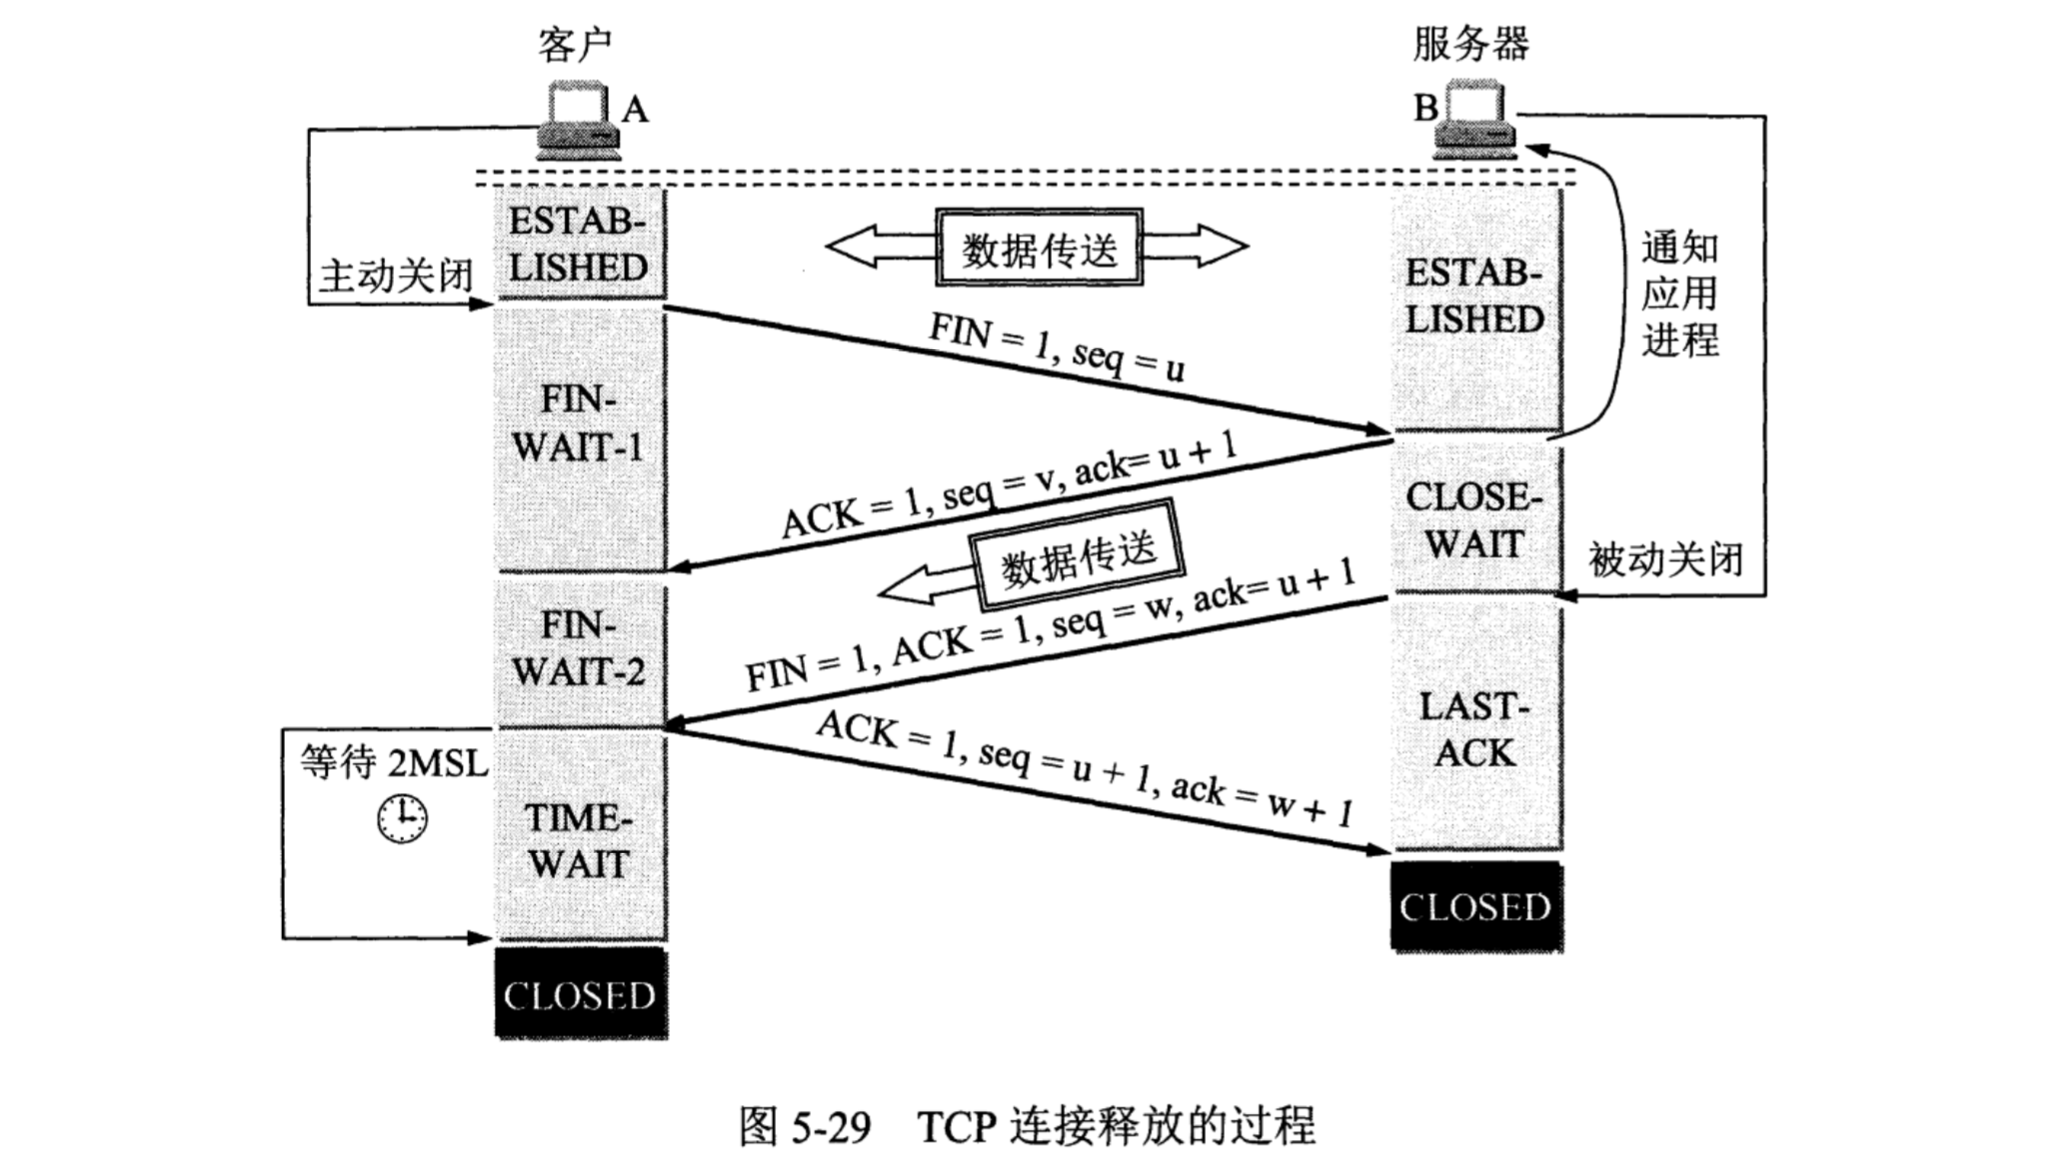 客户
服务器
A
B
ESTAB-
LISHED
数据传送
主动关闭
ESTAB-
LISHED
通知
应用
进程
FIN = 1, seq = u
FIN-
WAIT-1
ACK = 1, seq = v, ack= u + 1
CLOSE-
WAIT
数据传送
被动关闭
FIN-
WAIT-2
FIN = 1, ACK = 1, seq = w, ack= u + 1
LAST-
ACK
ACK = 1, seq = u + 1, ack = w + 1
等待 2MSL
TIME-
WAIT
CLOSED
CLOSED
图 5-29 TCP 连接释放的过程